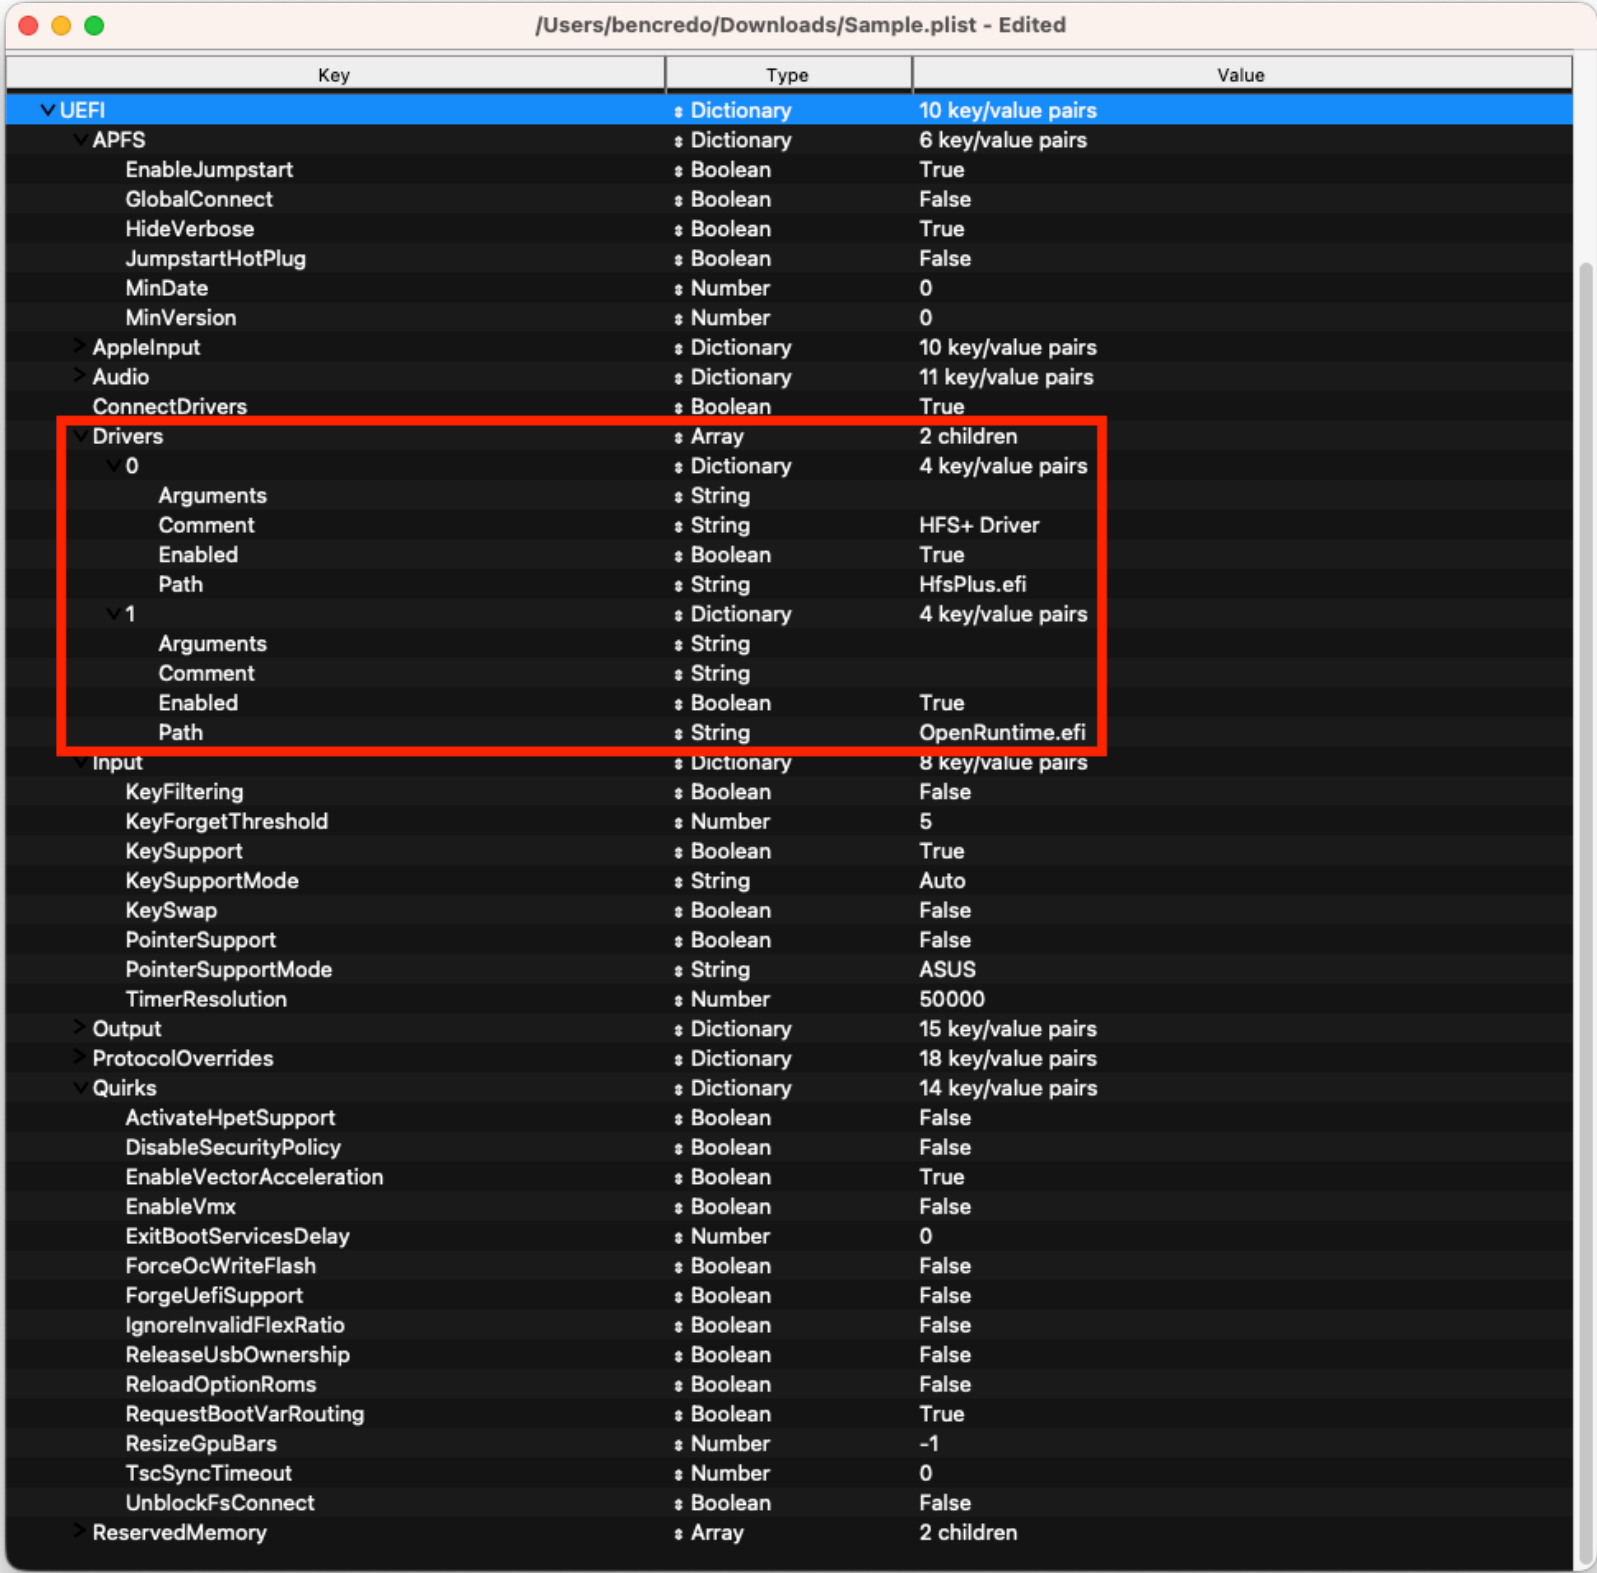 /Users/bencredo/Downloads/Sample.plist - Edited
Key Type Value
UEFI Dictionary 10 key/value pairs
APFS Dictionary 6 key/value pairs
EnableJumpstart Boolean True
GlobalConnect Boolean False
HideVerbose Boolean True
JumpstartHotPlug Boolean False
MinDate Number 0
MinVersion Number 0
AppleInput Dictionary 10 key/value pairs
Audio Dictionary 11 key/value pairs
ConnectDrivers Boolean True
Drivers Array 2 children
0 Dictionary 4 key/value pairs
Arguments String
Comment String HFS+ Driver
Enabled Boolean True
Path String HfsPlus.efi
1 Dictionary 4 key/value pairs
Arguments String
Comment String
Enabled Boolean True
Path String OpenRuntime.efi
Input Dictionary 8 key/value pairs
KeyFiltering Boolean False
KeyForgetThreshold Number 5
KeySupport Boolean True
KeySupportMode String Auto
KeySwap Boolean False
PointerSupport Boolean False
PointerSupportMode String ASUS
TimerResolution Number 50000
Output Dictionary 15 key/value pairs
ProtocolOverrides Dictionary 18 key/value pairs
Quirks Dictionary 14 key/value pairs
ActivateHpetSupport Boolean False
DisableSecurityPolicy Boolean False
EnableVectorAcceleration Boolean True
EnableVmx Boolean False
ExitBootServicesDelay Number 0
ForceOcWriteFlash Boolean False
ForgeUefiSupport Boolean False
IgnoreInvalidFlexRatio Boolean False
ReleaseUsbOwnership Boolean False
ReloadOptionRoms Boolean False
RequestBootVarRouting Boolean True
ResizeGpuBars Number -1
TscSyncTimeout Number 0
UnblockFsConnect Boolean False
ReservedMemory Array 2 children